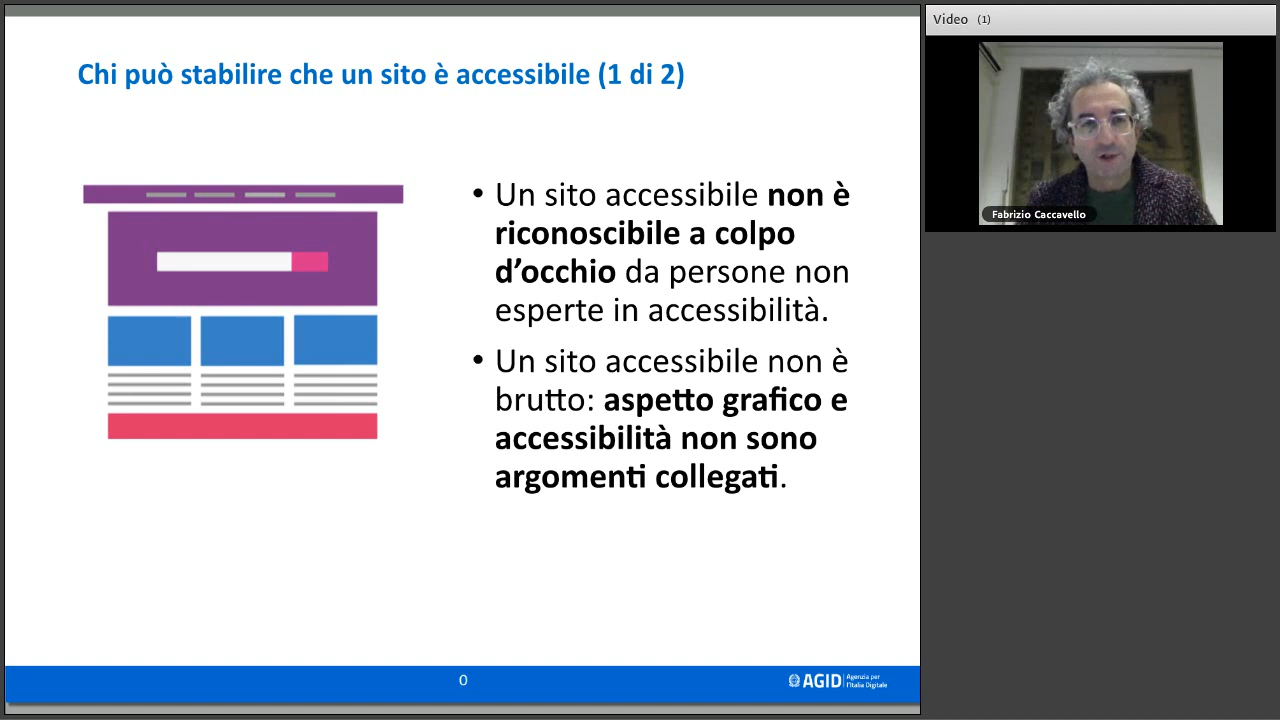 Chi può stabilire che un sito è accessibile (1 di 2)
• Un sito accessibile non è
riconoscibile a colpo
d’occhio da persone non
esperte in accessibilità.
• Un sito accessibile non è
brutto: aspetto grafico e
accessibilità non sono
argomenti collegati.
0
AGID Agenzia per
l'Italia Digitale
Video (1)
Fabrizio Caccavello